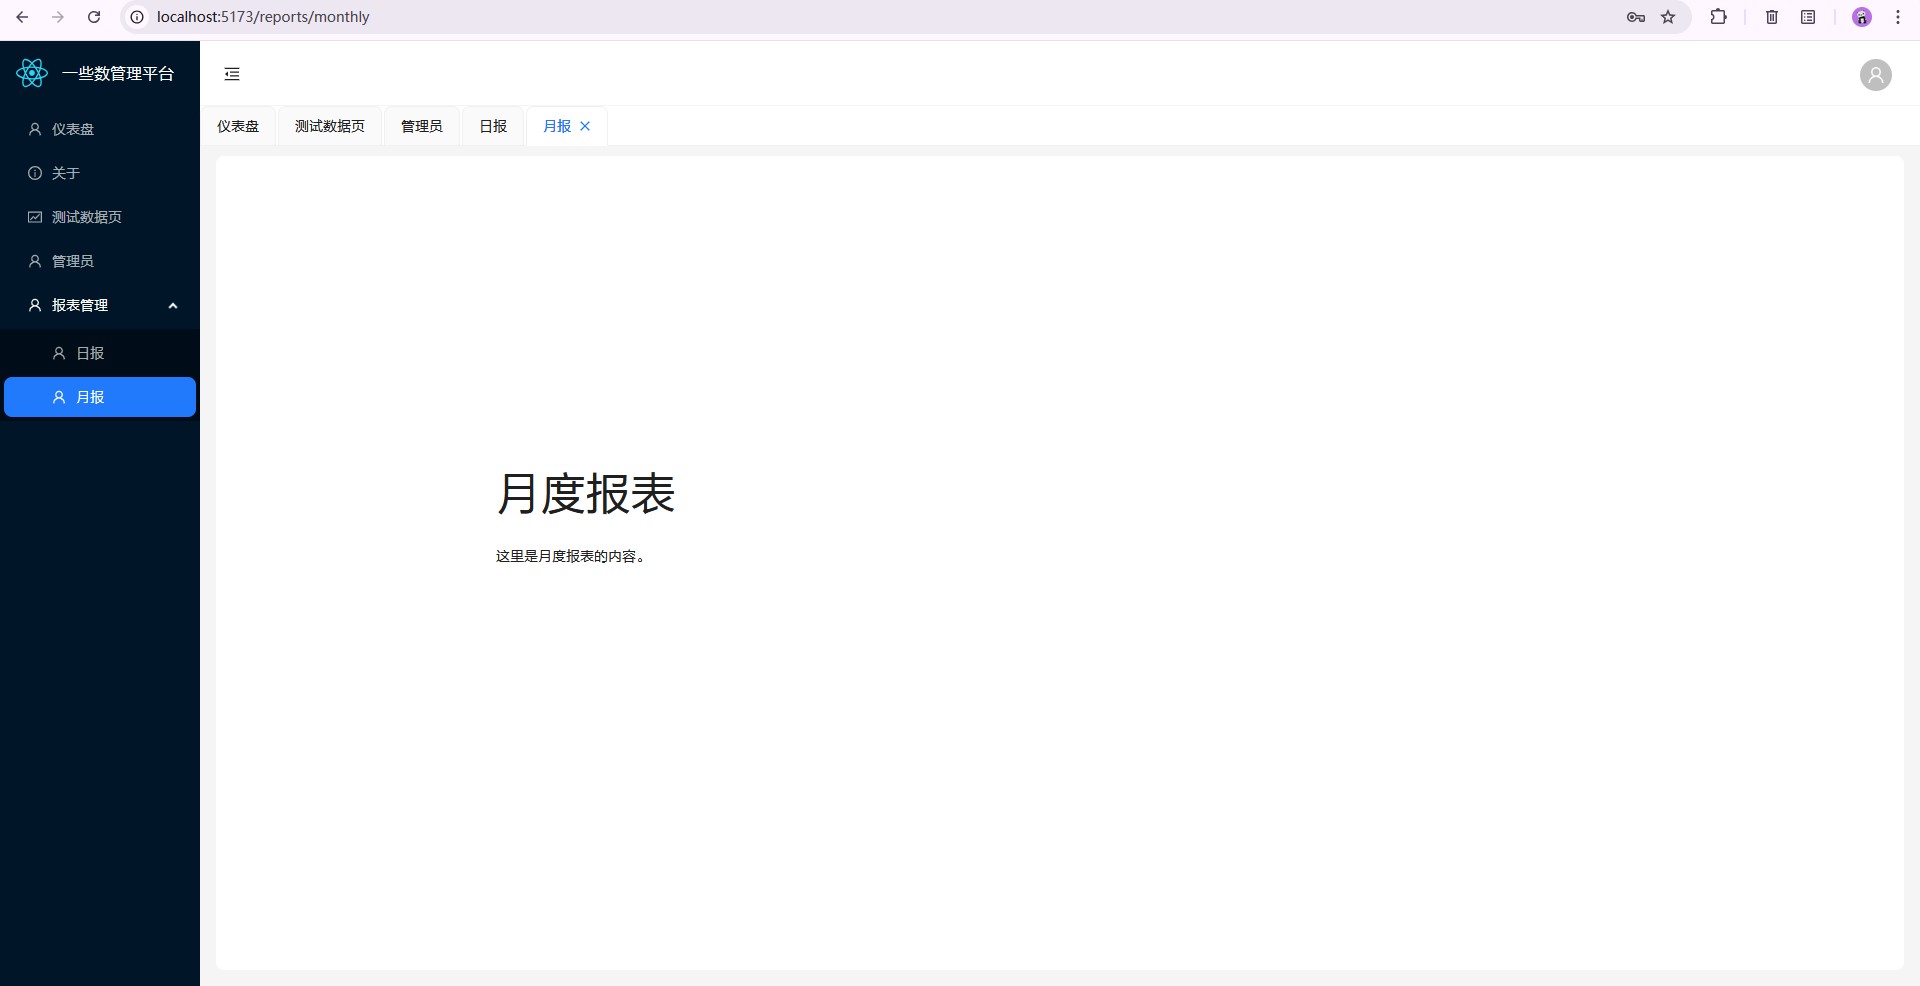 localhost:5173/reports/monthly
一些数管理平台
仪表盘
关于
测试数据页
管理员
报表管理
日报
月报
仪表盘 测试数据页 管理员 日报 月报
月度报表
这里是月度报表的内容。